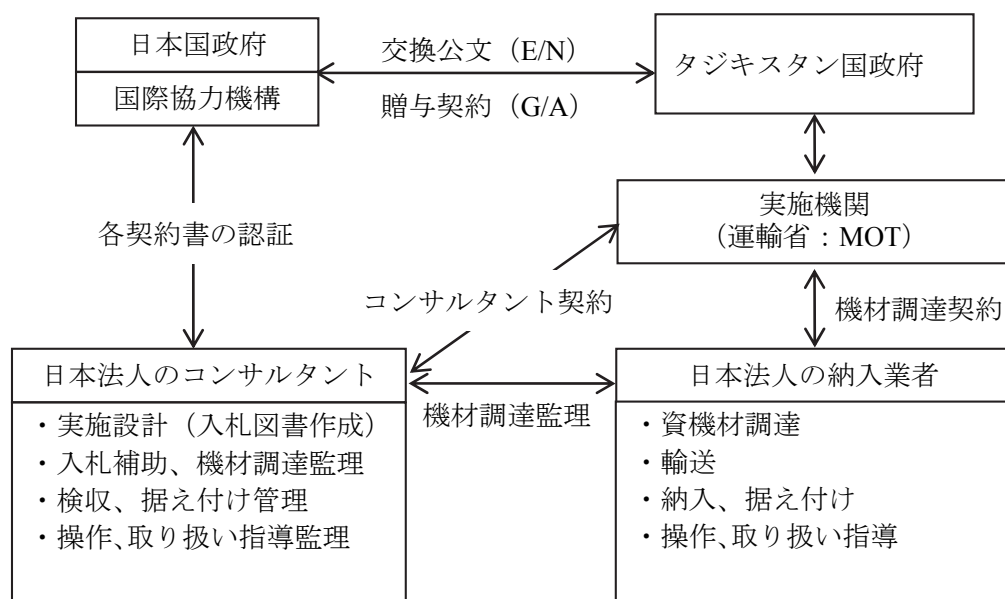 日本国政府
国際協力機構
交換公文（E/N）
贈与契約（G/A）
タジキスタン国政府
実施機関
（運輸省：MOT）
各契約書の認証
コンサルタント契約
機材調達契約
日本法人のコンサルタント
・実施設計（入札図書作成）
・入札補助、機材調達監理
・検収、据え付け管理
・操作、取り扱い指導監理
機材調達監理
日本法人の納入業者
・資機材調達
・輸送
・納入、据え付け
・操作、取り扱い指導